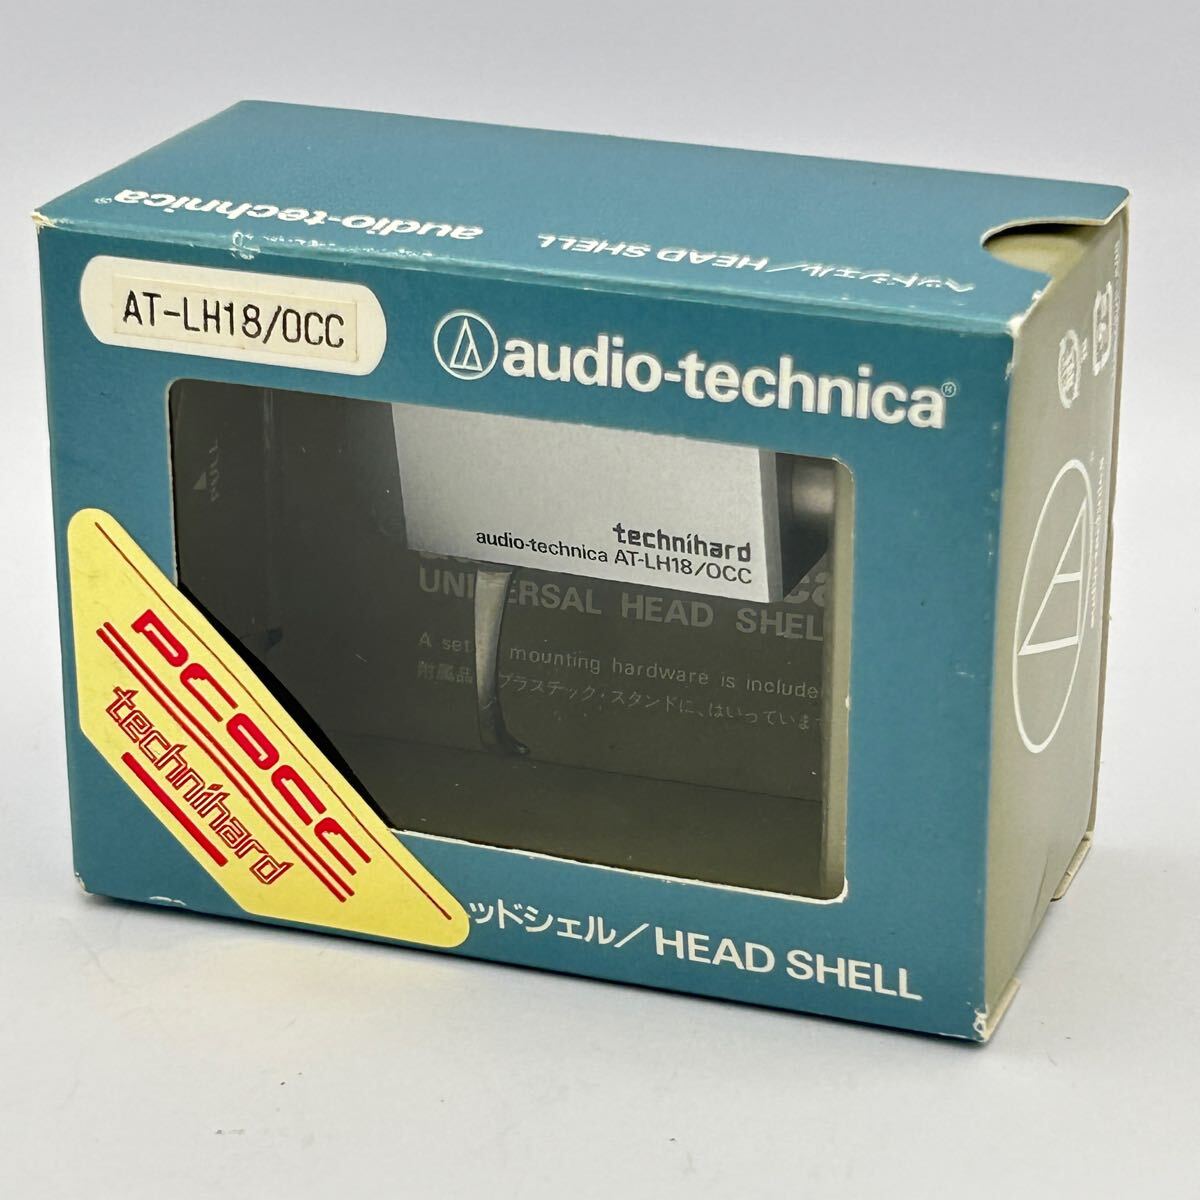 audio-technica®
ヘッドシェル/HEAD SHELL
AT-LH18/OCC
audio-technica®
PULL
technihard
audio-technica AT-LH18/OCC
UNIVERSAL HEAD SHELL
A set mounting hardware is include
附属品 プラスチック・スタンドに、はいっています
PCOCC
technihard
ヘッドシェル/HEAD SHELL